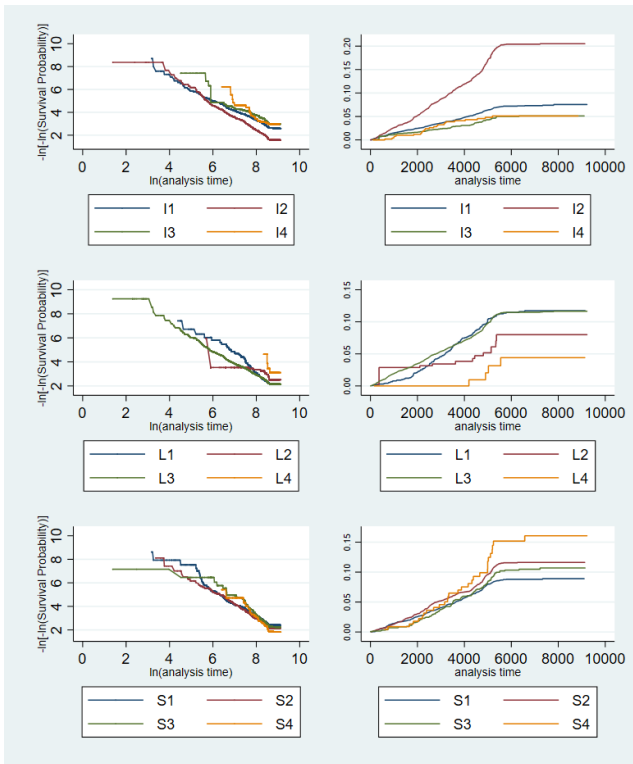 -ln[-ln(Survival Probability)]
10
8
6
4
2
0 2 4 6 8 10
ln(analysis time)
I1 I2
I3 I4
0.20
0.15
0.10
0.05
0.00
0 2000 4000 6000 8000 10000
analysis time
I1 I2
I3 I4
-ln[-ln(Survival Probability)]
10
8
6
4
2
0 2 4 6 8 10
ln(analysis time)
L1 L2
L3 L4
0.15
0.10
0.05
0.00
0 2000 4000 6000 8000 10000
analysis time
L1 L2
L3 L4
-ln[-ln(Survival Probability)]
10
8
6
4
2
0 2 4 6 8 10
ln(analysis time)
S1 S2
S3 S4
0.15
0.10
0.05
0.00
0 2000 4000 6000 8000 10000
analysis time
S1 S2
S3 S4